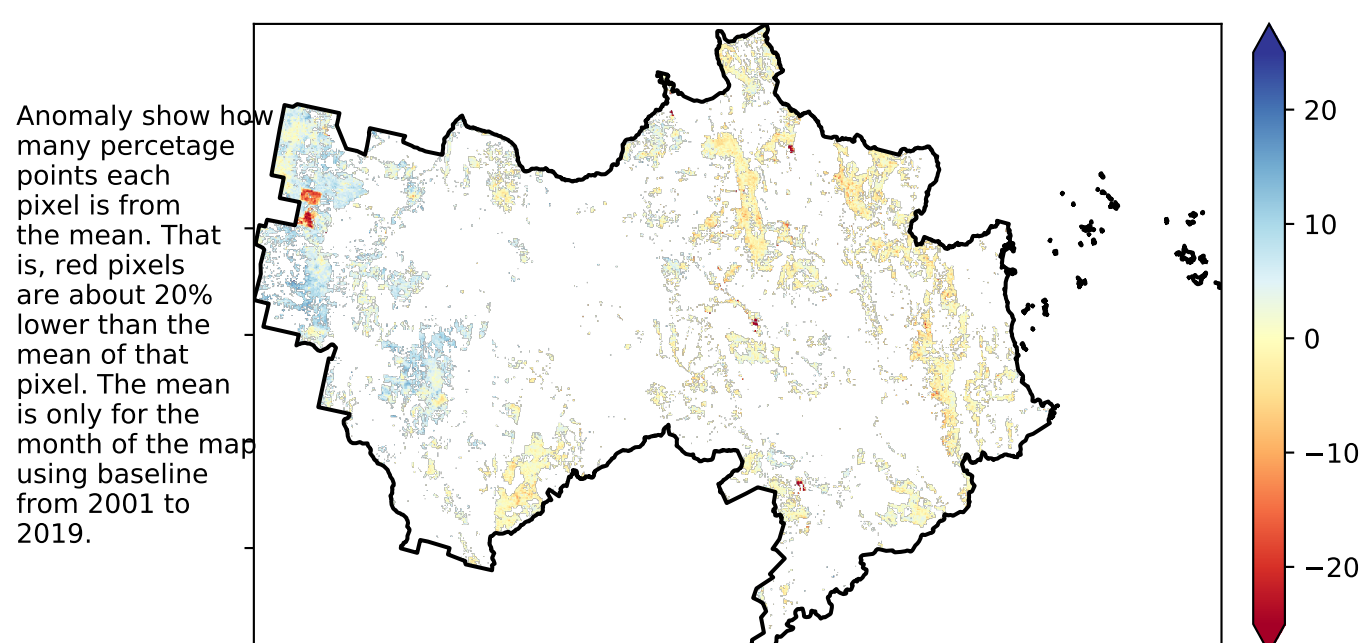 Anomaly show how
many percetage
points each
pixel is from
the mean. That
is, red pixels
are about 20%
lower than the
mean of that
pixel. The mean
is only for the
month of the map
using baseline
from 2001 to
2019.
20
10
0
−10
−20